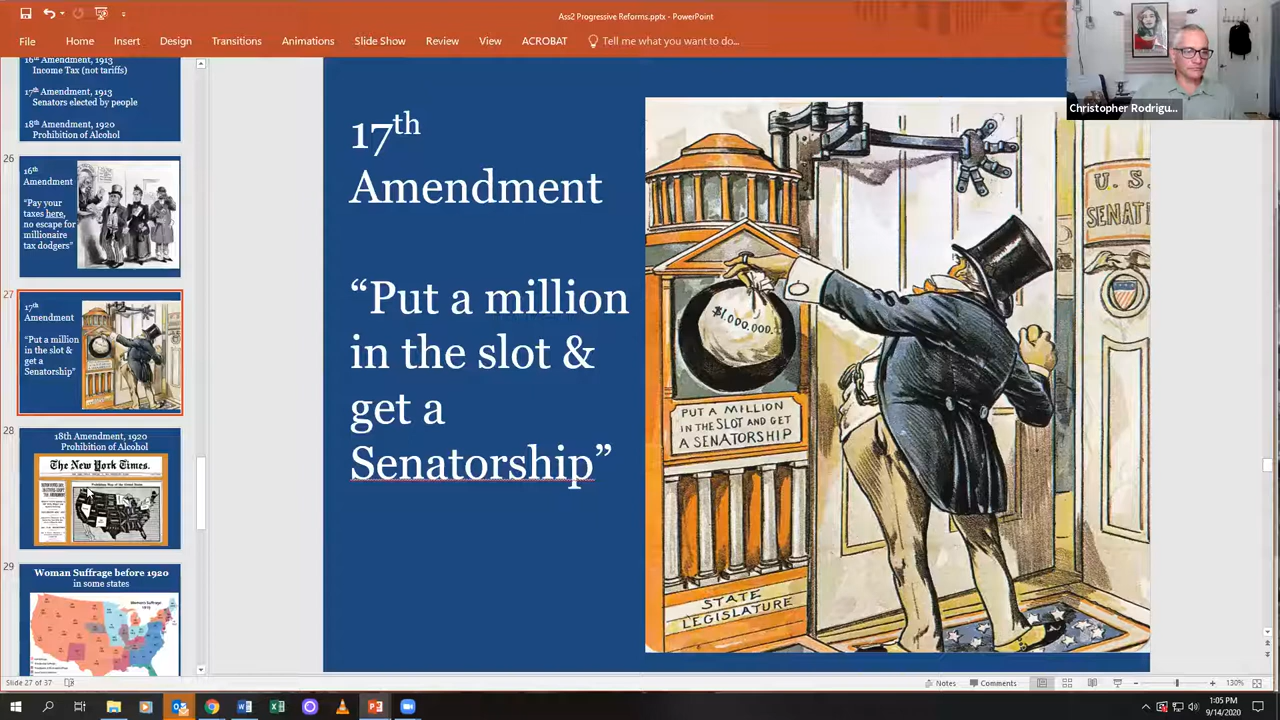 Ass2 Progressive Reforms.pptx - PowerPoint
File Home Insert Design Transitions Animations Slide Show Review View ACROBAT Tell me what you want to do...
16th Amendment, 1913
Income Tax (not tariffs)
17th Amendment, 1913
Senators elected by people
18th Amendment, 1920
Prohibition of Alcohol
26
16th
Amendment
"Pay your
taxes here,
no escape for
millionaire
tax dodgers"
27
17th
Amendment
"Put a million
in the slot &
get a
Senatorship"
28
18th Amendment, 1920
Prohibition of Alcohol
The New York Times.
29
Woman Suffrage before 1920
in some states
17th
Amendment
"Put a million
in the slot &
get a
Senatorship"
$1,000,000.
PUT A MILLION
IN THE SLOT AND GET
A SENATORSHIP
STATE
LEGISLATURE
U.S.
SENAT
Christopher Rodrigu...
Slide 27 of 37
Notes Comments 130%
1:05 PM
9/14/2020